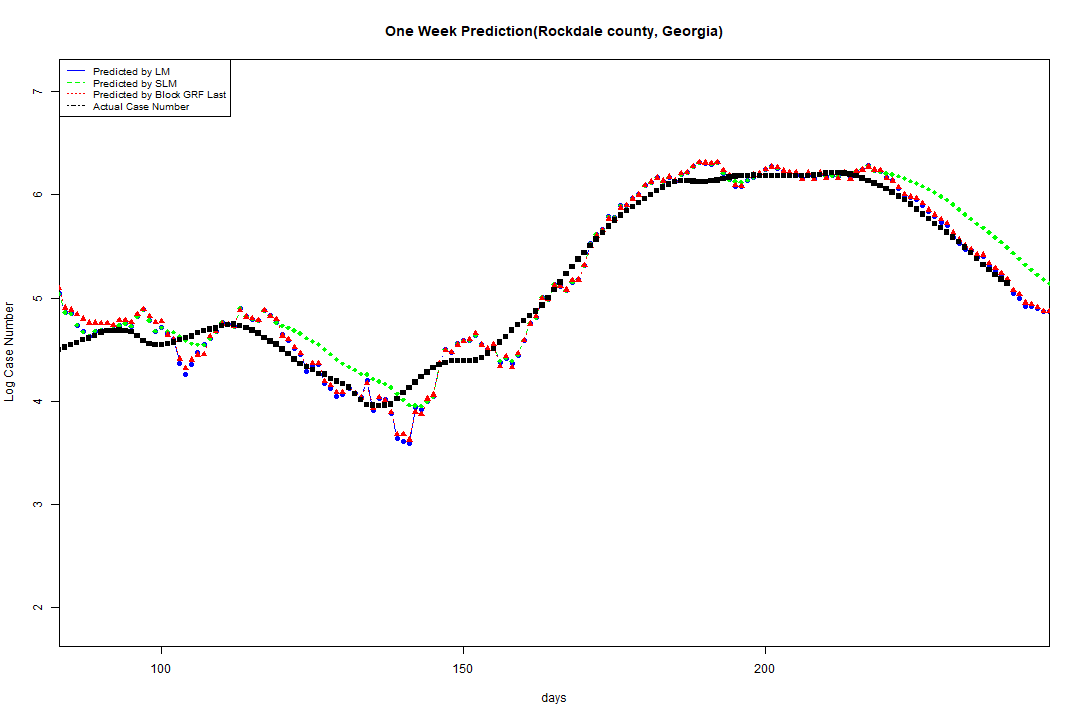 One Week Prediction(Rockdale county, Georgia)
Predicted by LM
Predicted by SLM
Predicted by Block GRF Last
Actual Case Number
7
6
5
4
3
2
Log Case Number
100 150 200
days